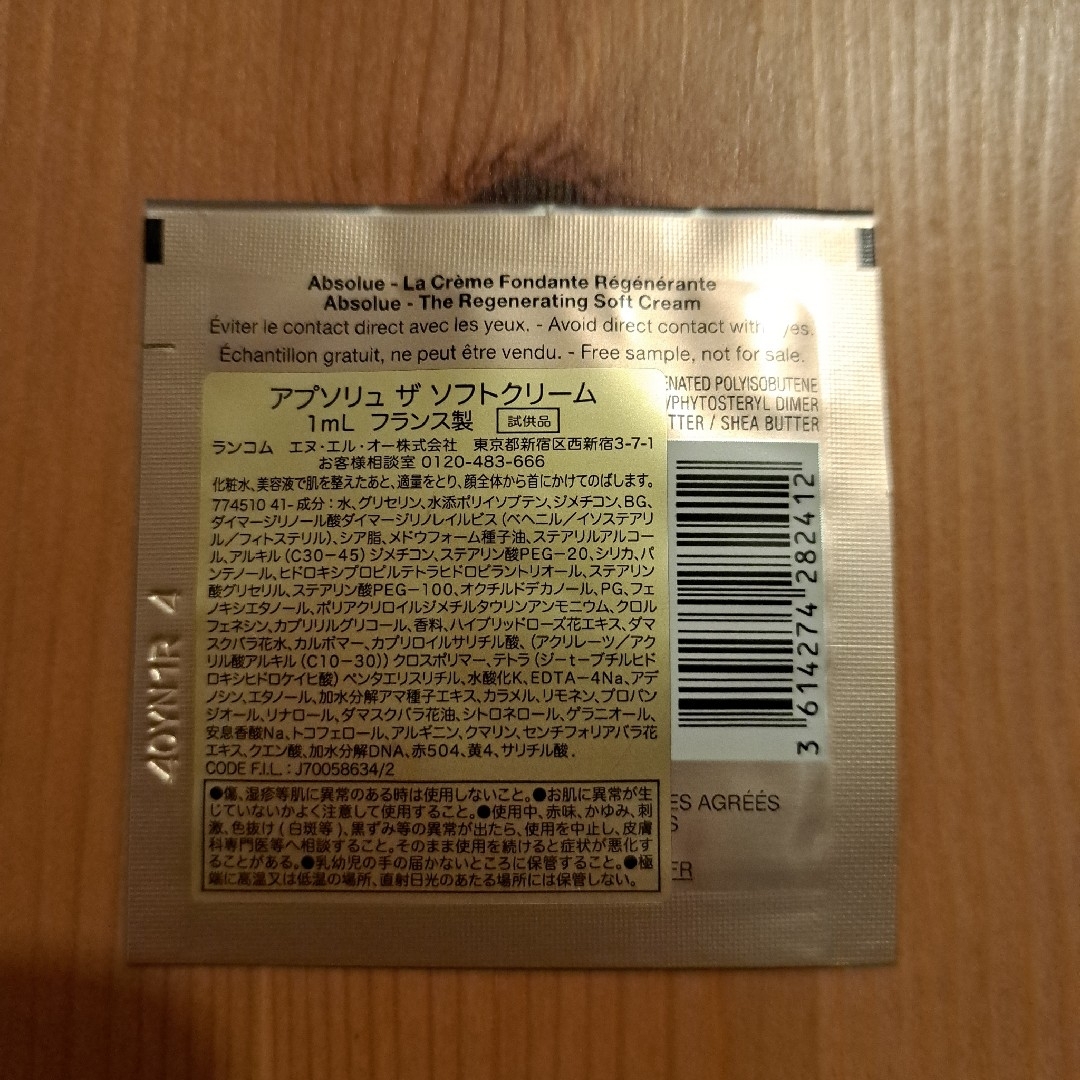 Absolue - La Crème Fondante Régénérante
Absolue - The Regenerating Soft Cream
Éviter le contact direct avec les yeux. - Avoid direct contact with
Échantillon gratuit, ne peut être vendu. - Free sample, not for sale.
POLYISOBUTENE
DIMER
/ SHEA BUTTER
アプソリュ ザ ソフトクリーム
1mL フランス製 試供品
ランコム エヌ・エル・オー株式会社 東京都新宿区西新宿3-7-1
お客様相談室 0120-483-666
化粧水、美容液で肌を整えたあと、適量をとり、顔全体から首にかけてのばします。
774510 41- 成分：水、グリセリン、水添ポリイソブテン、ジメチコン、BG、
ダイマージリノール酸ダイマージリノレイルビス（ベヘニル／イソステアリ
ル／フィトステリル）、シア脂、メドウフォーム種子油、ステアリルアルコー
ル、アルキル（C30-45）ジメチコン、ステアリン酸PEG-20、シリカ、パ
ンテノール、ヒドロキシプロピルテトラヒドロピラントリオール、ステアリン
酸グリセリル、ステアリン酸PEG-100、オクチルドデカノール、PG、フェ
ノキシエタノール、ポリアクリロイルジメチルタウリンアンモニウム、クロル
フェネシン、カプリリルグリコール、香料、ハイブリッドローズ花エキス、ダマ
スクバラ花水、カルボマー、カプリロイルサリチル酸、（アクリレーツ／アク
リル酸アルキル（C10-30））クロスポリマー、テトラ（ジ-t-ブチルヒド
ロキシヒドロケイヒ酸）ペンタエリスリチル、水酸化K、EDTA-4Na、アデ
ノシン、エタノール、加水分解アマ種子エキス、カラメル、リモネン、プロパン
ジオール、リナロール、ダマスクバラ花油、シトロネロール、ゲラニオール、
安息香酸Na、トコフェロール、アルギニン、クマリン、センチフォリアバラ花
エキス、クエン酸、加水分解DNA、赤504、黄4、サリチル酸.
CODE F.I.L. : J70058634/2
●傷、湿疹等肌に異常のある時は使用しないこと。●お肌に異常が生
じていないかよく注意して使用すること。●使用中、赤味、かゆみ、刺
激、色抜け（白斑等）、黒ずみ等の異常が出たら、使用を中止し、皮膚
科専門医等へ相談すること。そのまま使用を続けると症状が悪化す
ることがある。●乳幼児の手の届かないところに保管すること。●極
端に高温又は低温の場所、直射日光のあたる場所には保管しない。
3 614274 282412
AGRÉÉS